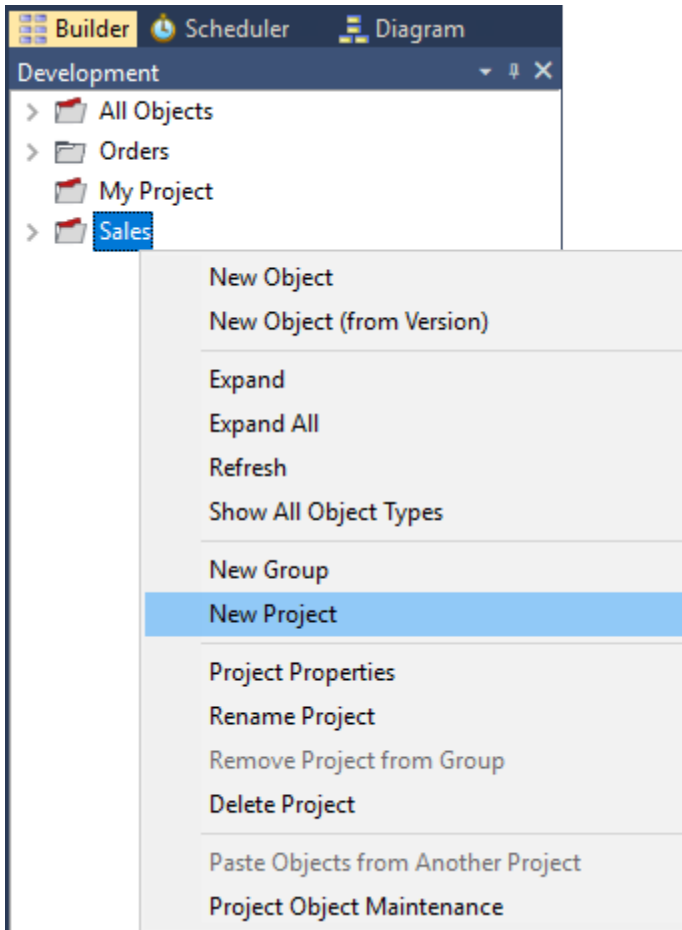 Builder Scheduler Diagram
Development
All Objects
Orders
My Project
Sales
New Object
New Object (from Version)
Expand
Expand All
Refresh
Show All Object Types
New Group
New Project
Project Properties
Rename Project
Remove Project from Group
Delete Project
Paste Objects from Another Project
Project Object Maintenance